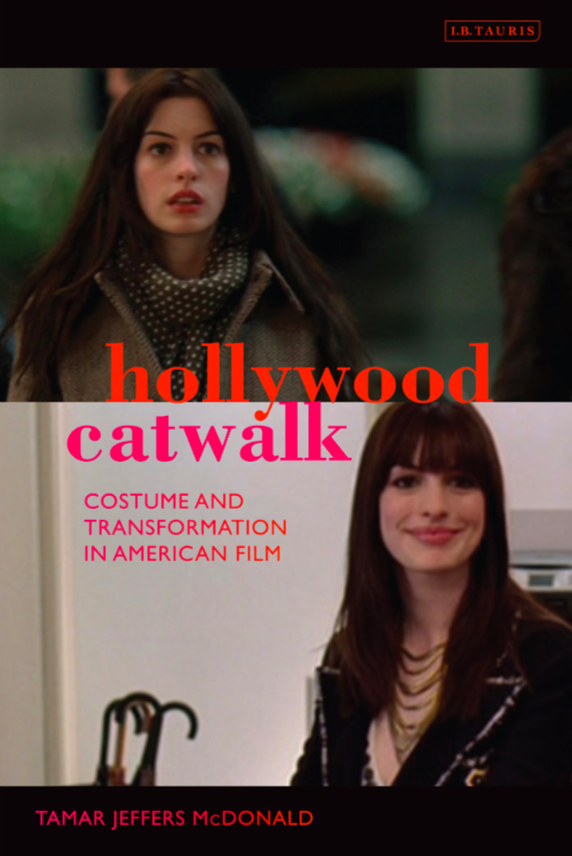 I.B.TAURIS
hollywood
catwalk
COSTUME AND
TRANSFORMATION
IN AMERICAN FILM
TAMAR JEFFERS McDONALD